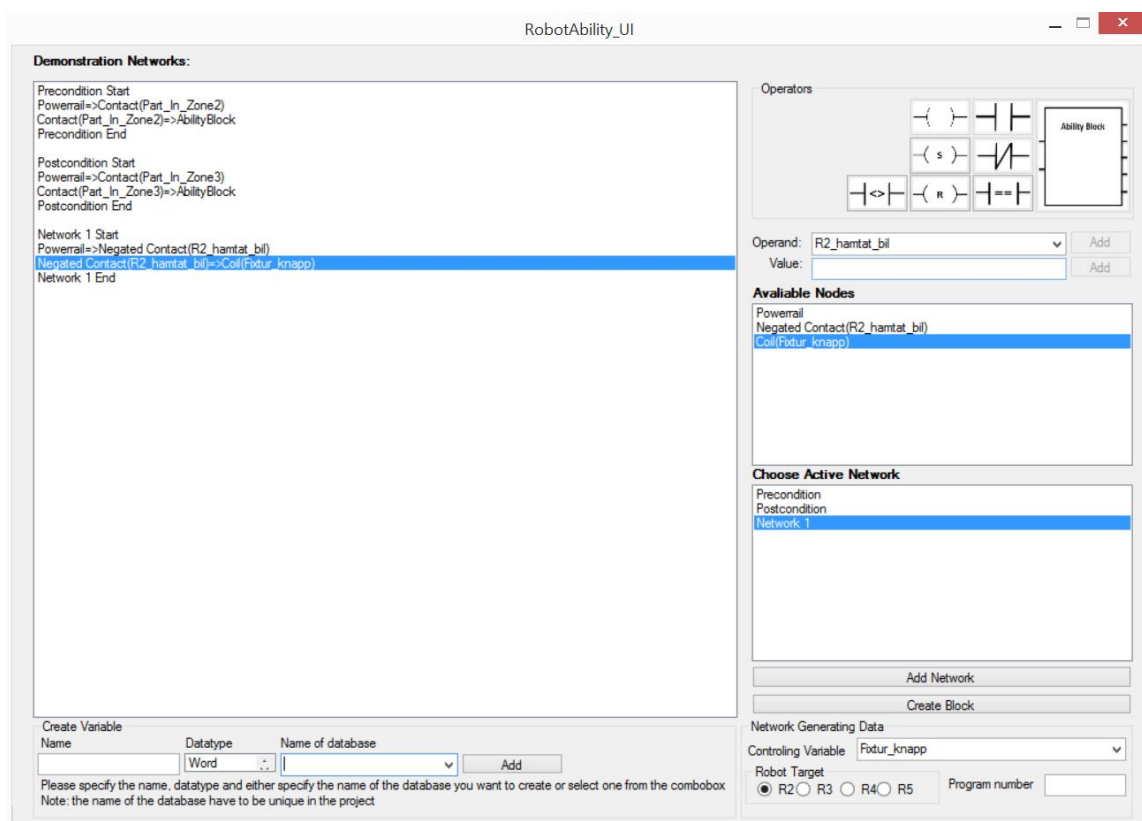 RobotAbility_UI
Demonstration Networks:
Precondition Start
Powerrail=>Contact(Part_In_Zone2)
Contact(Part_In_Zone2)=>AbilityBlock
Precondition End
Postcondition Start
Powerrail=>Contact(Part_In_Zone3)
Contact(Part_In_Zone3)=>AbilityBlock
Postcondition End
Network 1 Start
Powerrail=>Negated Contact(R2_hamtat_bil)
Negated Contact(R2_hamtat_bil)=>Coil(Fixtur_knapp)
Network 1 End
Operators
Ability Block
S
<> R ==
Operand: R2_hamtat_bil Add
Value: Add
Avaliable Nodes
Powerrail
Negated Contact(R2_hamtat_bil)
Coil(Fixtur_knapp)
Choose Active Network
Precondition
Postcondition
Network 1
Add Network
Create Block
Create Variable
Name Datatype Name of database
Word Add
Please specify the name, datatype and either specify the name of the database you want to create or select one from the combobox
Note: the name of the database have to be unique in the project
Network Generating Data
Controling Variable Fixtur_knapp
Robot Target
R2 R3 R4 R5 Program number